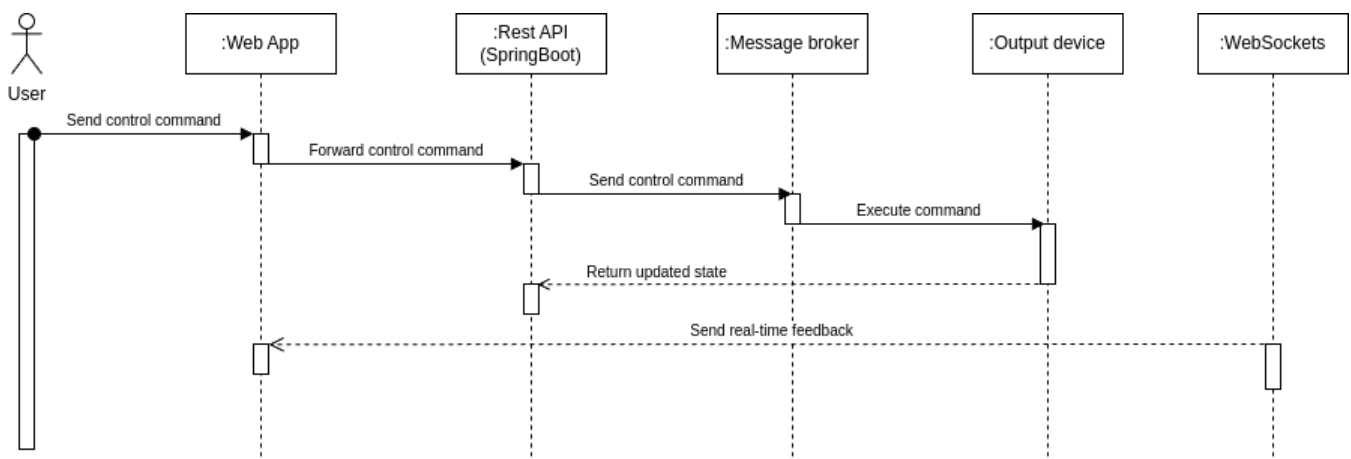 :Web App
:Rest API
(SpringBoot)
:Message broker
:Output device
:WebSockets
User
Send control command
Forward control command
Send control command
Execute command
Return updated state
Send real-time feedback